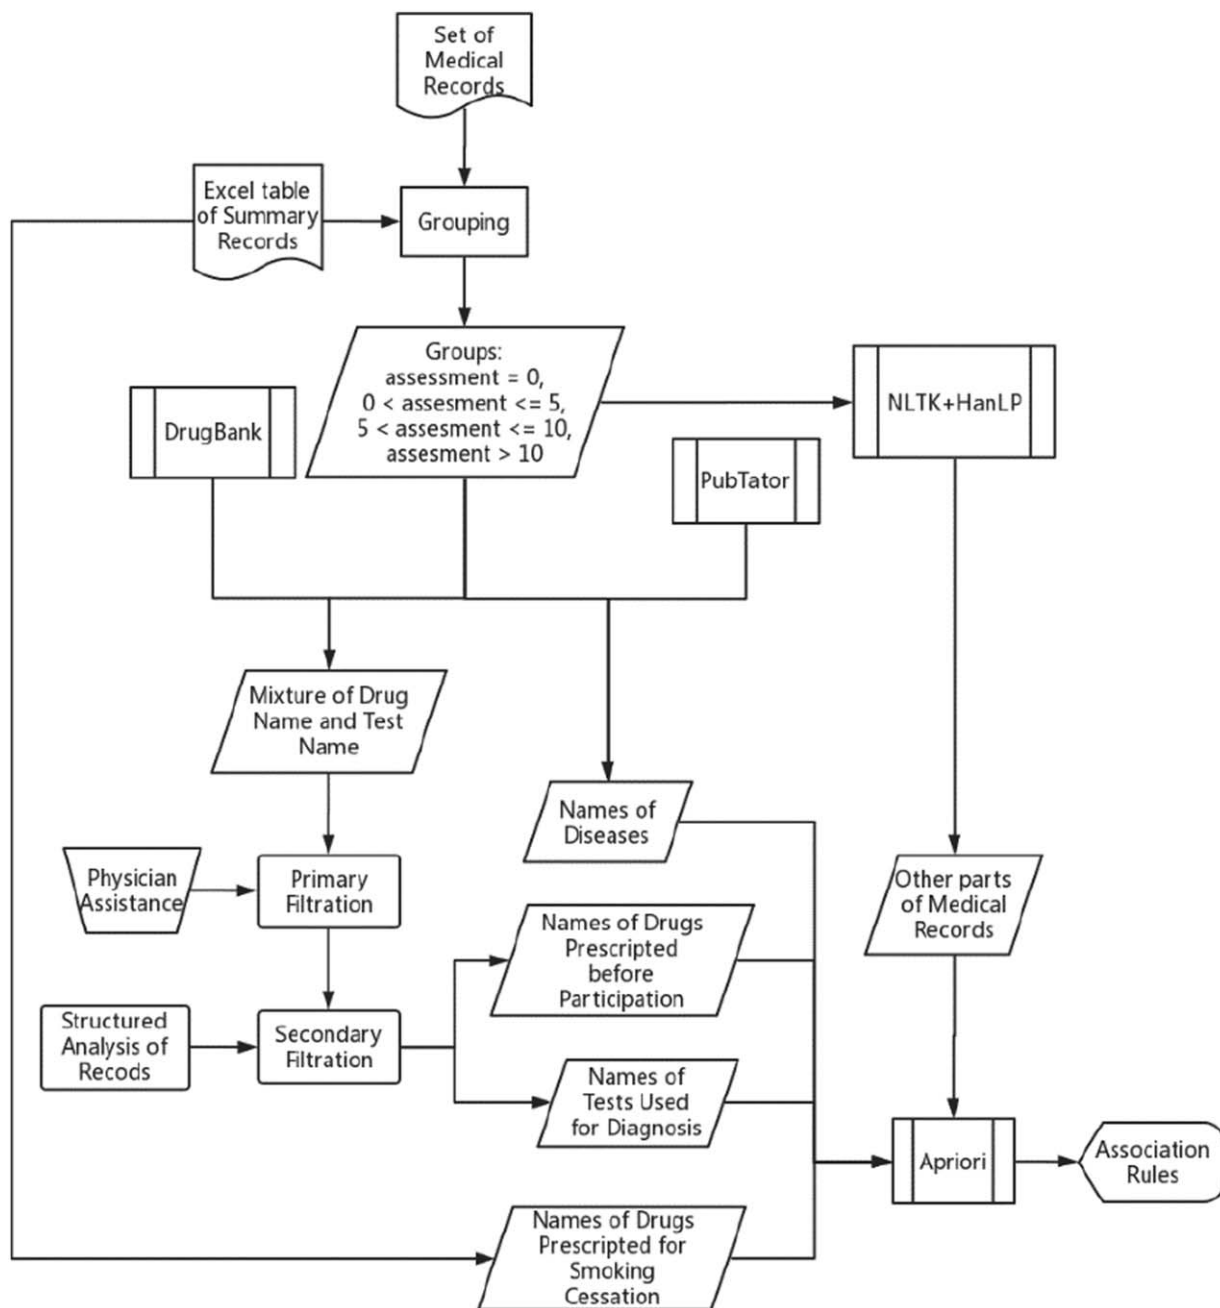 Set of
Medical
Records
Excel table
of Summary
Records
Grouping
Groups:
assessment = 0,
0 < assesment <= 5,
5 < assesment <= 10,
assesment > 10
NLTK+HanLP
DrugBank
PubTator
Mixture of Drug
Name and Test
Name
Names of
Diseases
Physician
Assistance
Primary
Filtration
Other parts
of Medical
Records
Names of Drugs
Prescripted
before
Participation
Structured
Analysis of
Recods
Secondary
Filtration
Names of
Tests Used
for Diagnosis
Apriori
Association
Rules
Names of Drugs
Prescripted for
Smoking
Cessation